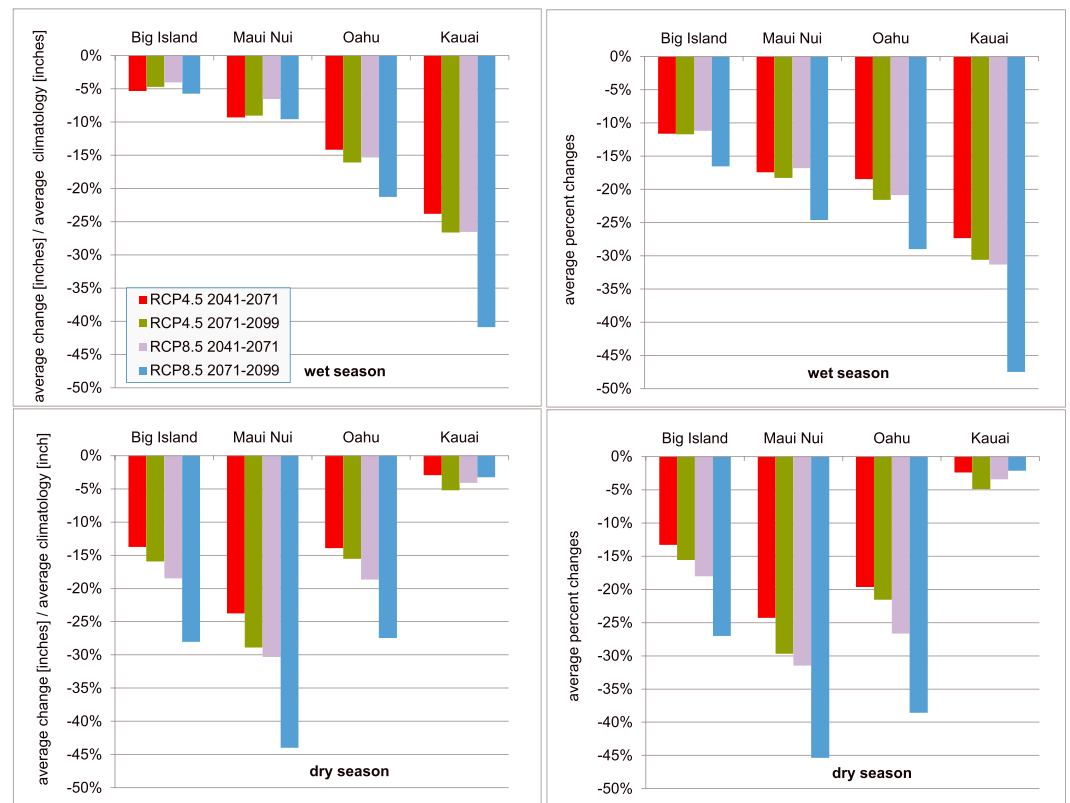 Big Island Maui Nui Oahu Kauai
average change [inches] / average climatology [inches]
0%
-5%
-10%
-15%
-20%
-25%
-30%
-35%
-40%
-45%
-50%
RCP4.5 2041-2071
RCP4.5 2071-2099
RCP8.5 2041-2071
RCP8.5 2071-2099
wet season
Big Island Maui Nui Oahu Kauai
average percent changes
0%
-5%
-10%
-15%
-20%
-25%
-30%
-35%
-40%
-45%
-50%
wet season
Big Island Maui Nui Oahu Kauai
average change [inches] / average climatology [inch]
0%
-5%
-10%
-15%
-20%
-25%
-30%
-35%
-40%
-45%
-50%
dry season
Big Island Maui Nui Oahu Kauai
average percent changes
0%
-5%
-10%
-15%
-20%
-25%
-30%
-35%
-40%
-45%
-50%
dry season